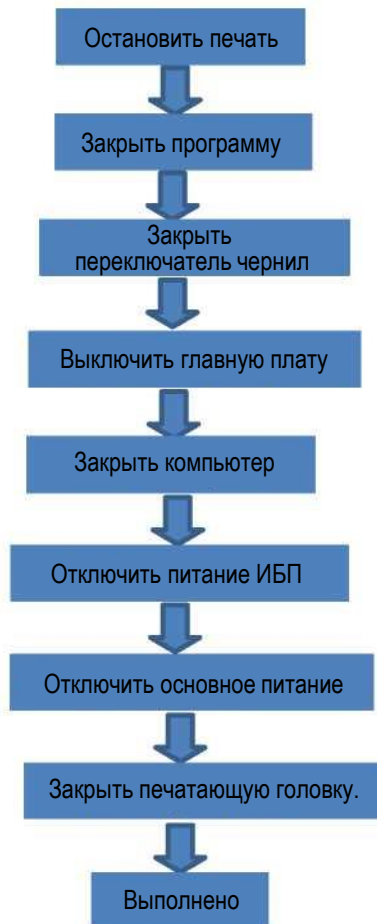 Остановить печать
Закрыть программу
Закрыть
переключатель чернил
Выключить главную плату
Закрыть компьютер
Отключить питание ИБП
Отключить основное питание
Закрыть печатающую головку.
Выполнено